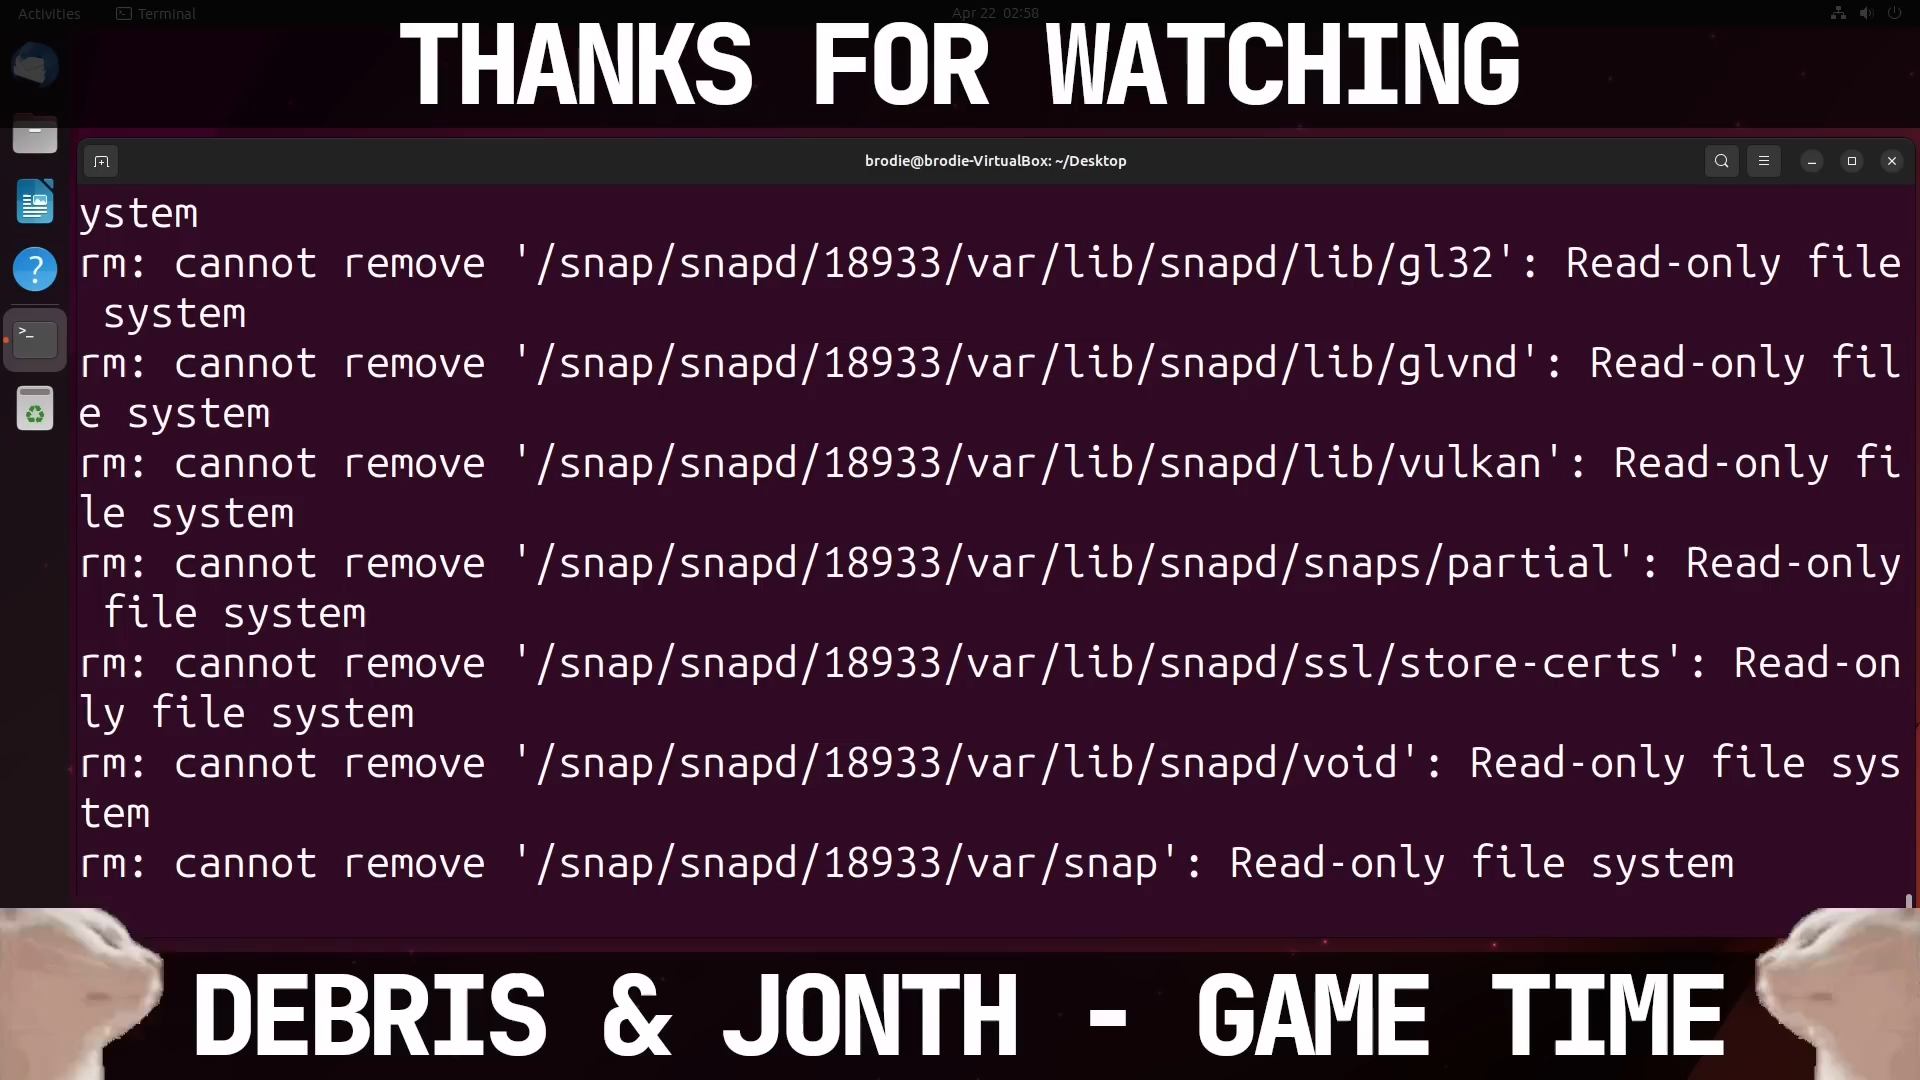 Activities Terminal Apr 22 02:58
THANKS FOR WATCHING
brodie@brodie-VirtualBox: ~/Desktop
ystem
rm: cannot remove '/snap/snapd/18933/var/lib/snapd/lib/gl32': Read-only file
 system
rm: cannot remove '/snap/snapd/18933/var/lib/snapd/lib/glvnd': Read-only fil
e system
rm: cannot remove '/snap/snapd/18933/var/lib/snapd/lib/vulkan': Read-only fi
le system
rm: cannot remove '/snap/snapd/18933/var/lib/snapd/snaps/partial': Read-only
 file system
rm: cannot remove '/snap/snapd/18933/var/lib/snapd/ssl/store-certs': Read-on
ly file system
rm: cannot remove '/snap/snapd/18933/var/lib/snapd/void': Read-only file sys
tem
rm: cannot remove '/snap/snapd/18933/var/snap': Read-only file system
DEBRIS & JONTH - GAME TIME